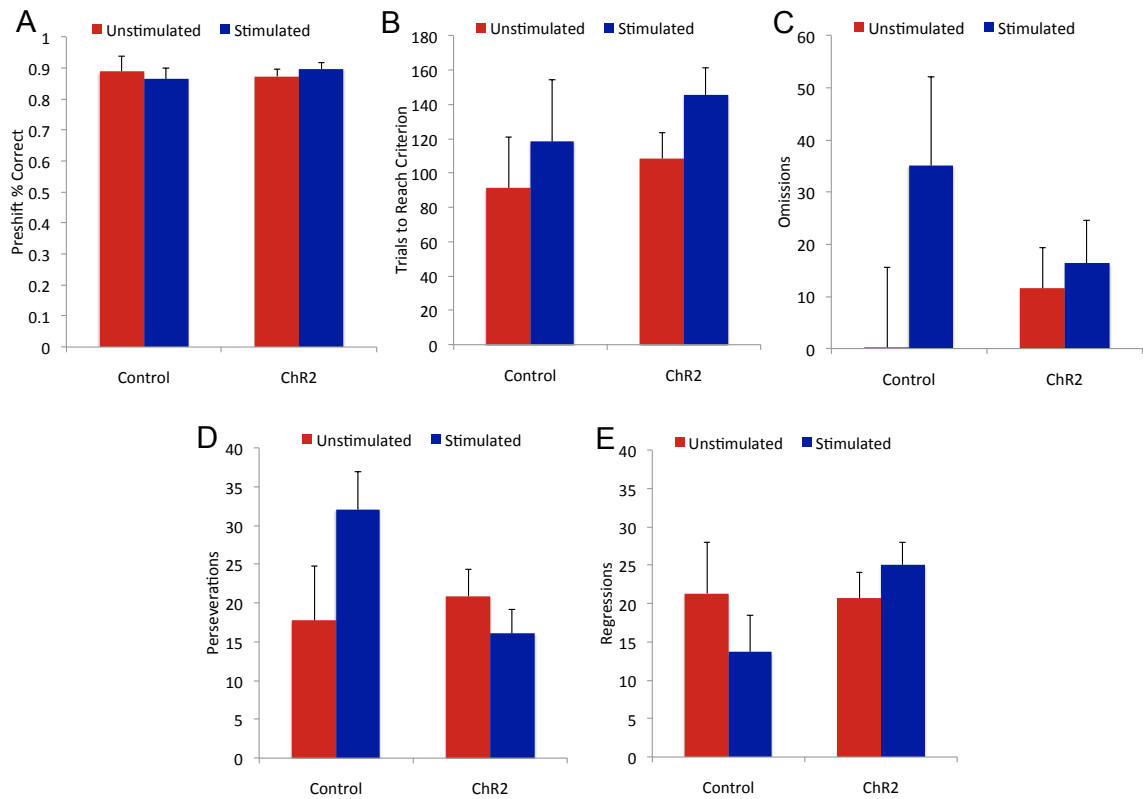 A
Unstimulated Stimulated
1
0.9
0.8
0.7
0.6
0.5
0.4
0.3
0.2
0.1
0
Preshift % Correct
Control ChR2
B
Unstimulated Stimulated
180
160
140
120
100
80
60
40
20
0
Trials to Reach Criterion
Control ChR2
C
Unstimulated Stimulated
60
50
40
30
20
10
0
Omissions
Control ChR2
D
Unstimulated Stimulated
40
35
30
25
20
15
10
5
0
Perseverations
Control ChR2
E
Unstimulated Stimulated
40
35
30
25
20
15
10
5
0
Regressions
Control ChR2